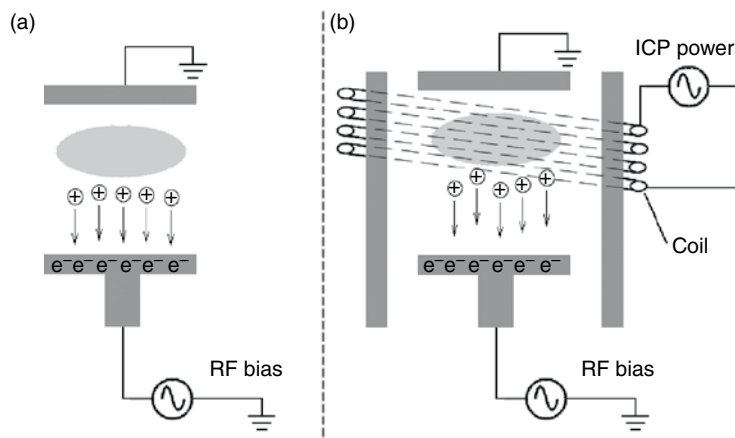 (a)
e⁻e⁻ e⁻ e⁻ e⁻ e⁻
RF bias
(b)
ICP power
Coil
e⁻e⁻ e⁻ e⁻ e⁻ e⁻
RF bias